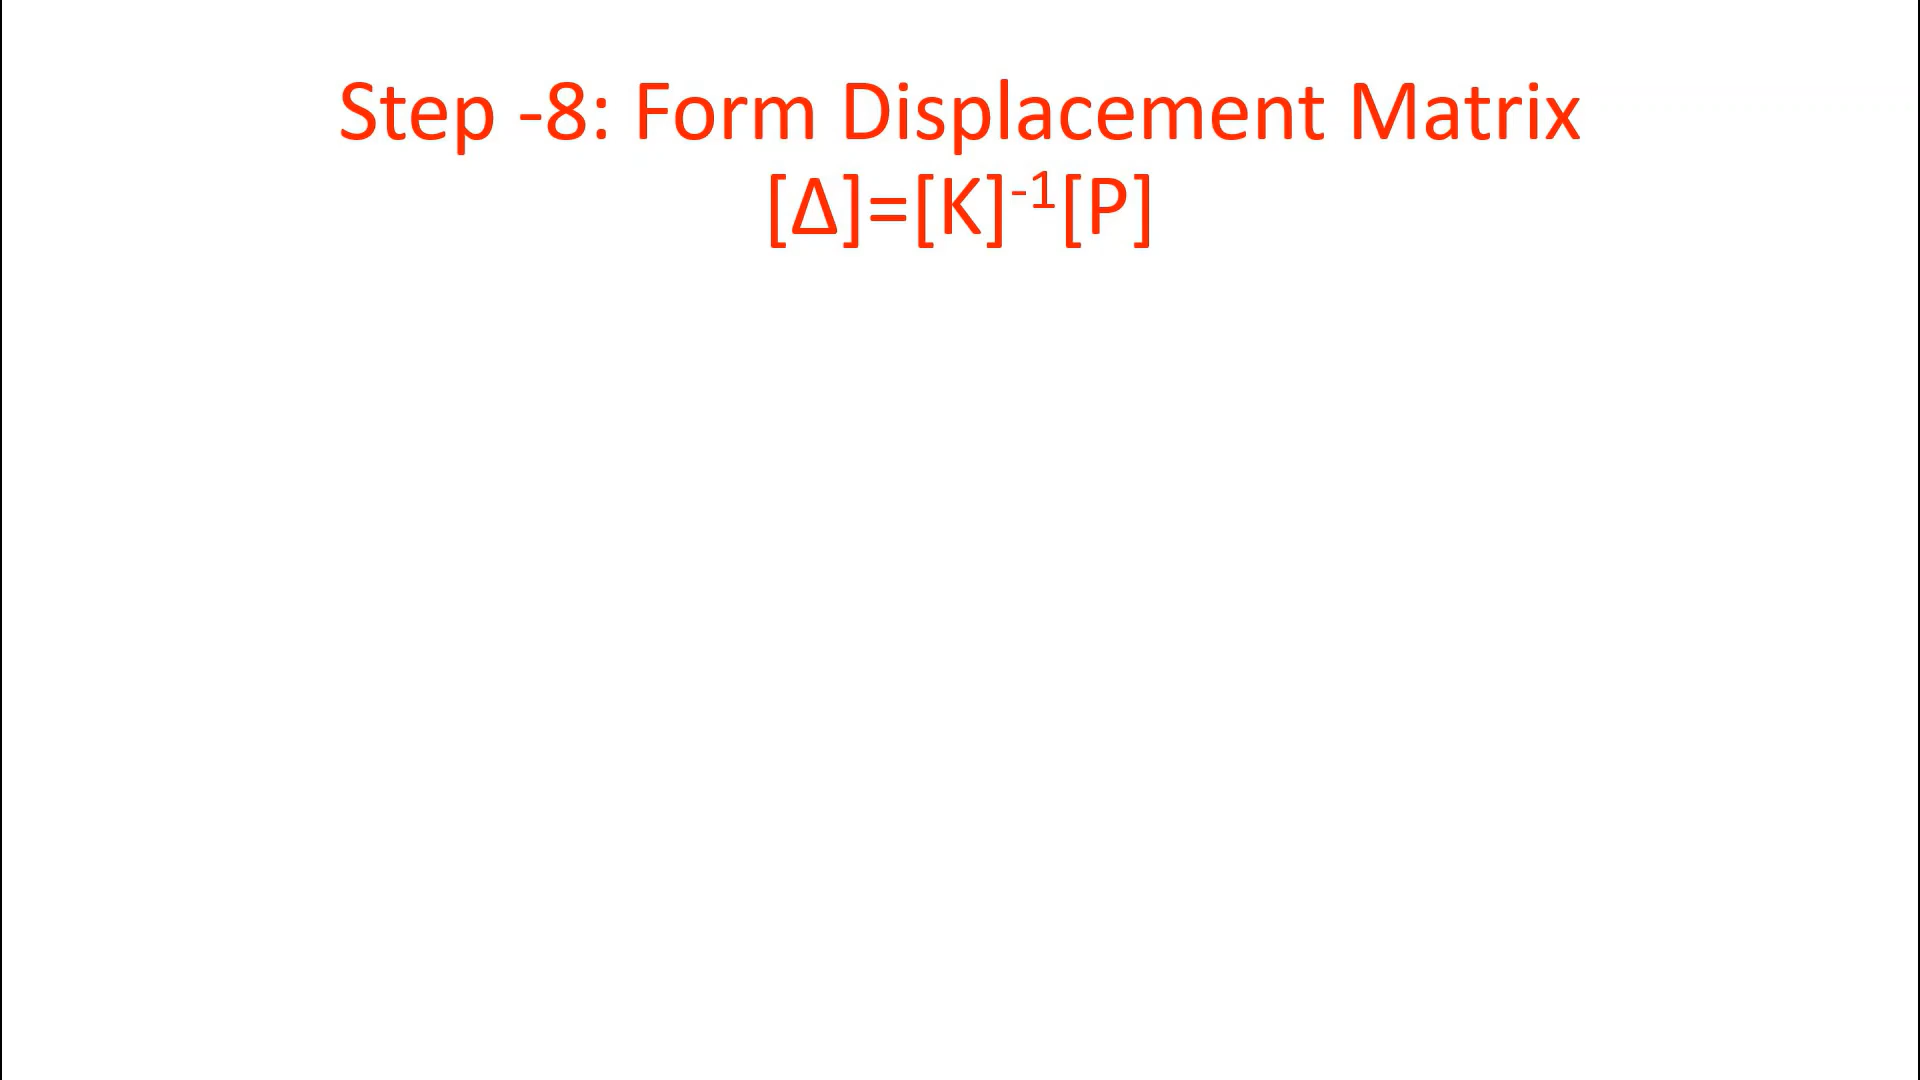 Step -8: Form Displacement Matrix
[Δ]=[K]⁻¹[P]